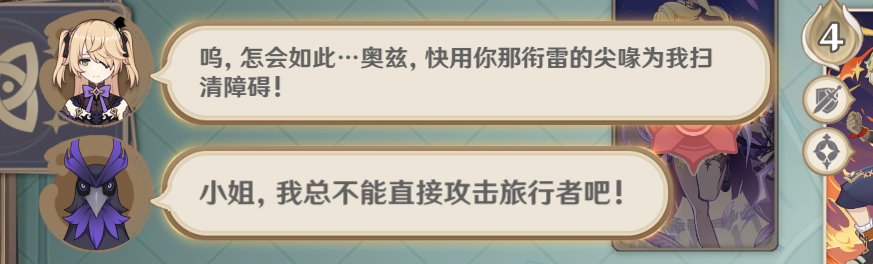 呜，怎会如此…奥兹，快用你那衔雷的尖喙为我扫
清障碍！
小姐，我总不能直接攻击旅行者吧！
4